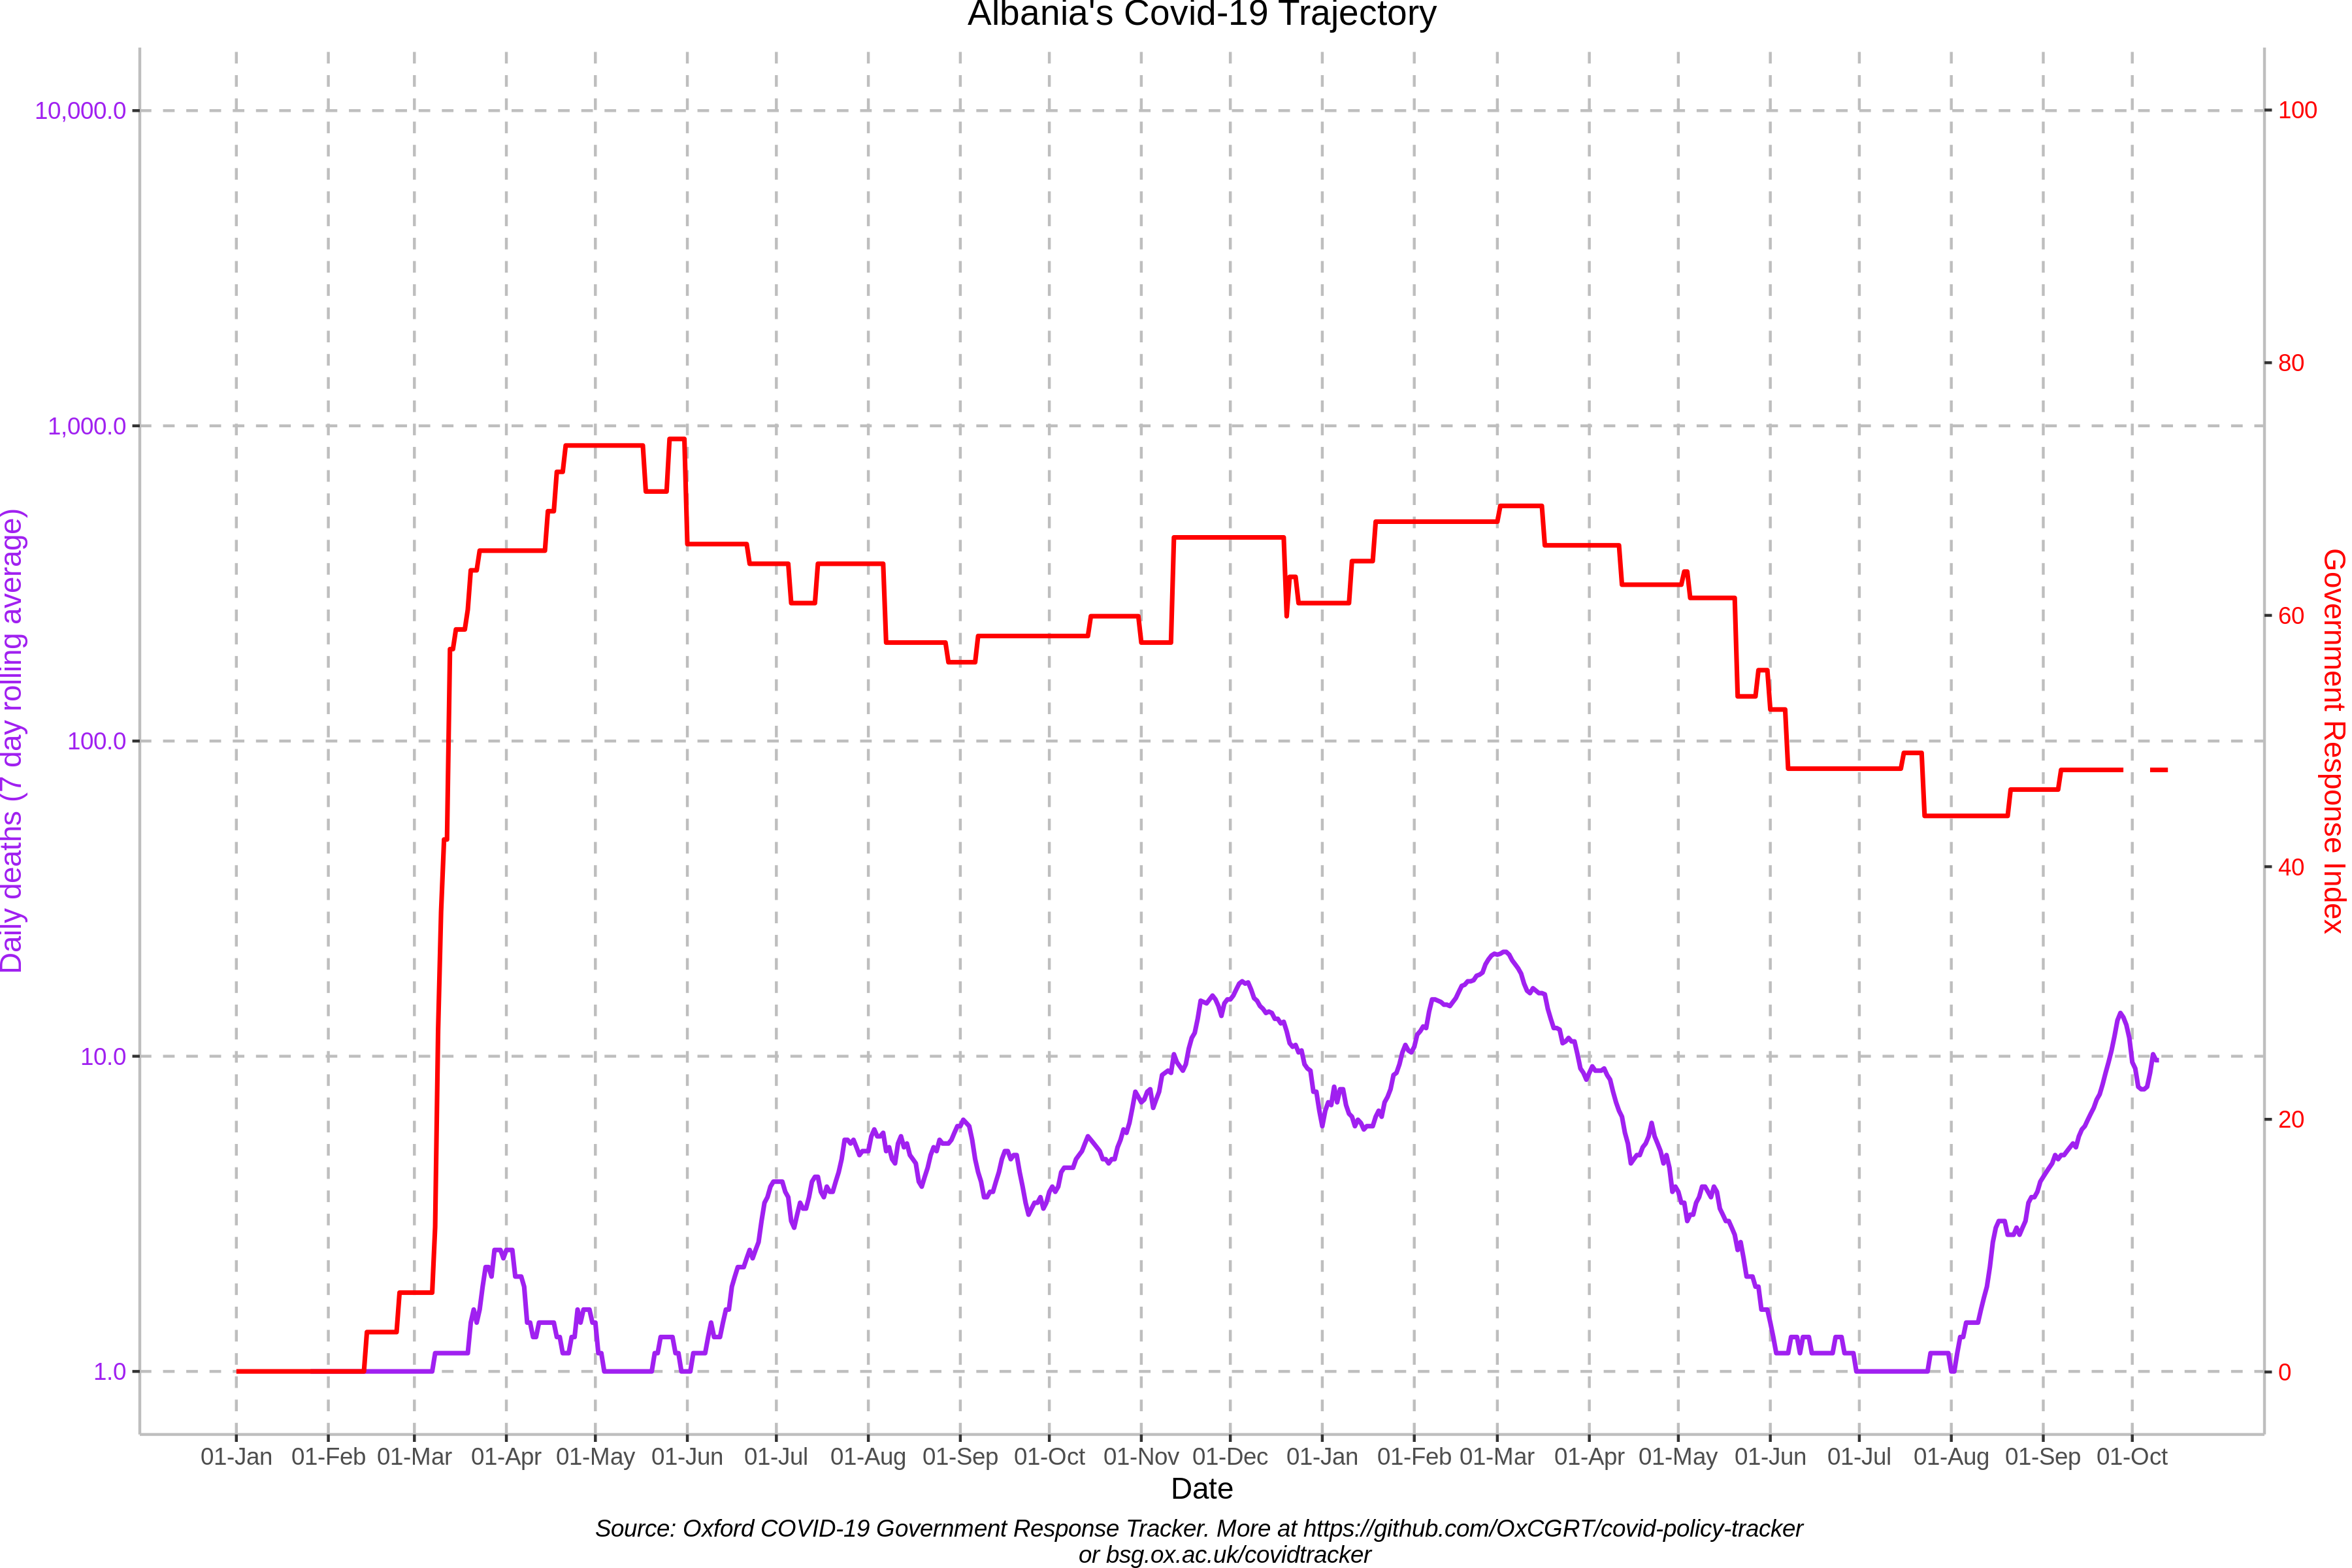 Albania's Covid-19 Trajectory
10,000.0
1,000.0
100.0
10.0
1.0
Daily deaths (7 day rolling average)
100
80
60
40
20
0
Government Response Index
01-Jan 01-Feb 01-Mar 01-Apr 01-May 01-Jun 01-Jul 01-Aug 01-Sep 01-Oct 01-Nov 01-Dec 01-Jan 01-Feb 01-Mar 01-Apr 01-May 01-Jun 01-Jul 01-Aug 01-Sep 01-Oct
Date
Source: Oxford COVID-19 Government Response Tracker. More at https://github.com/OxCGRT/covid-policy-tracker
or bsg.ox.ac.uk/covidtracker